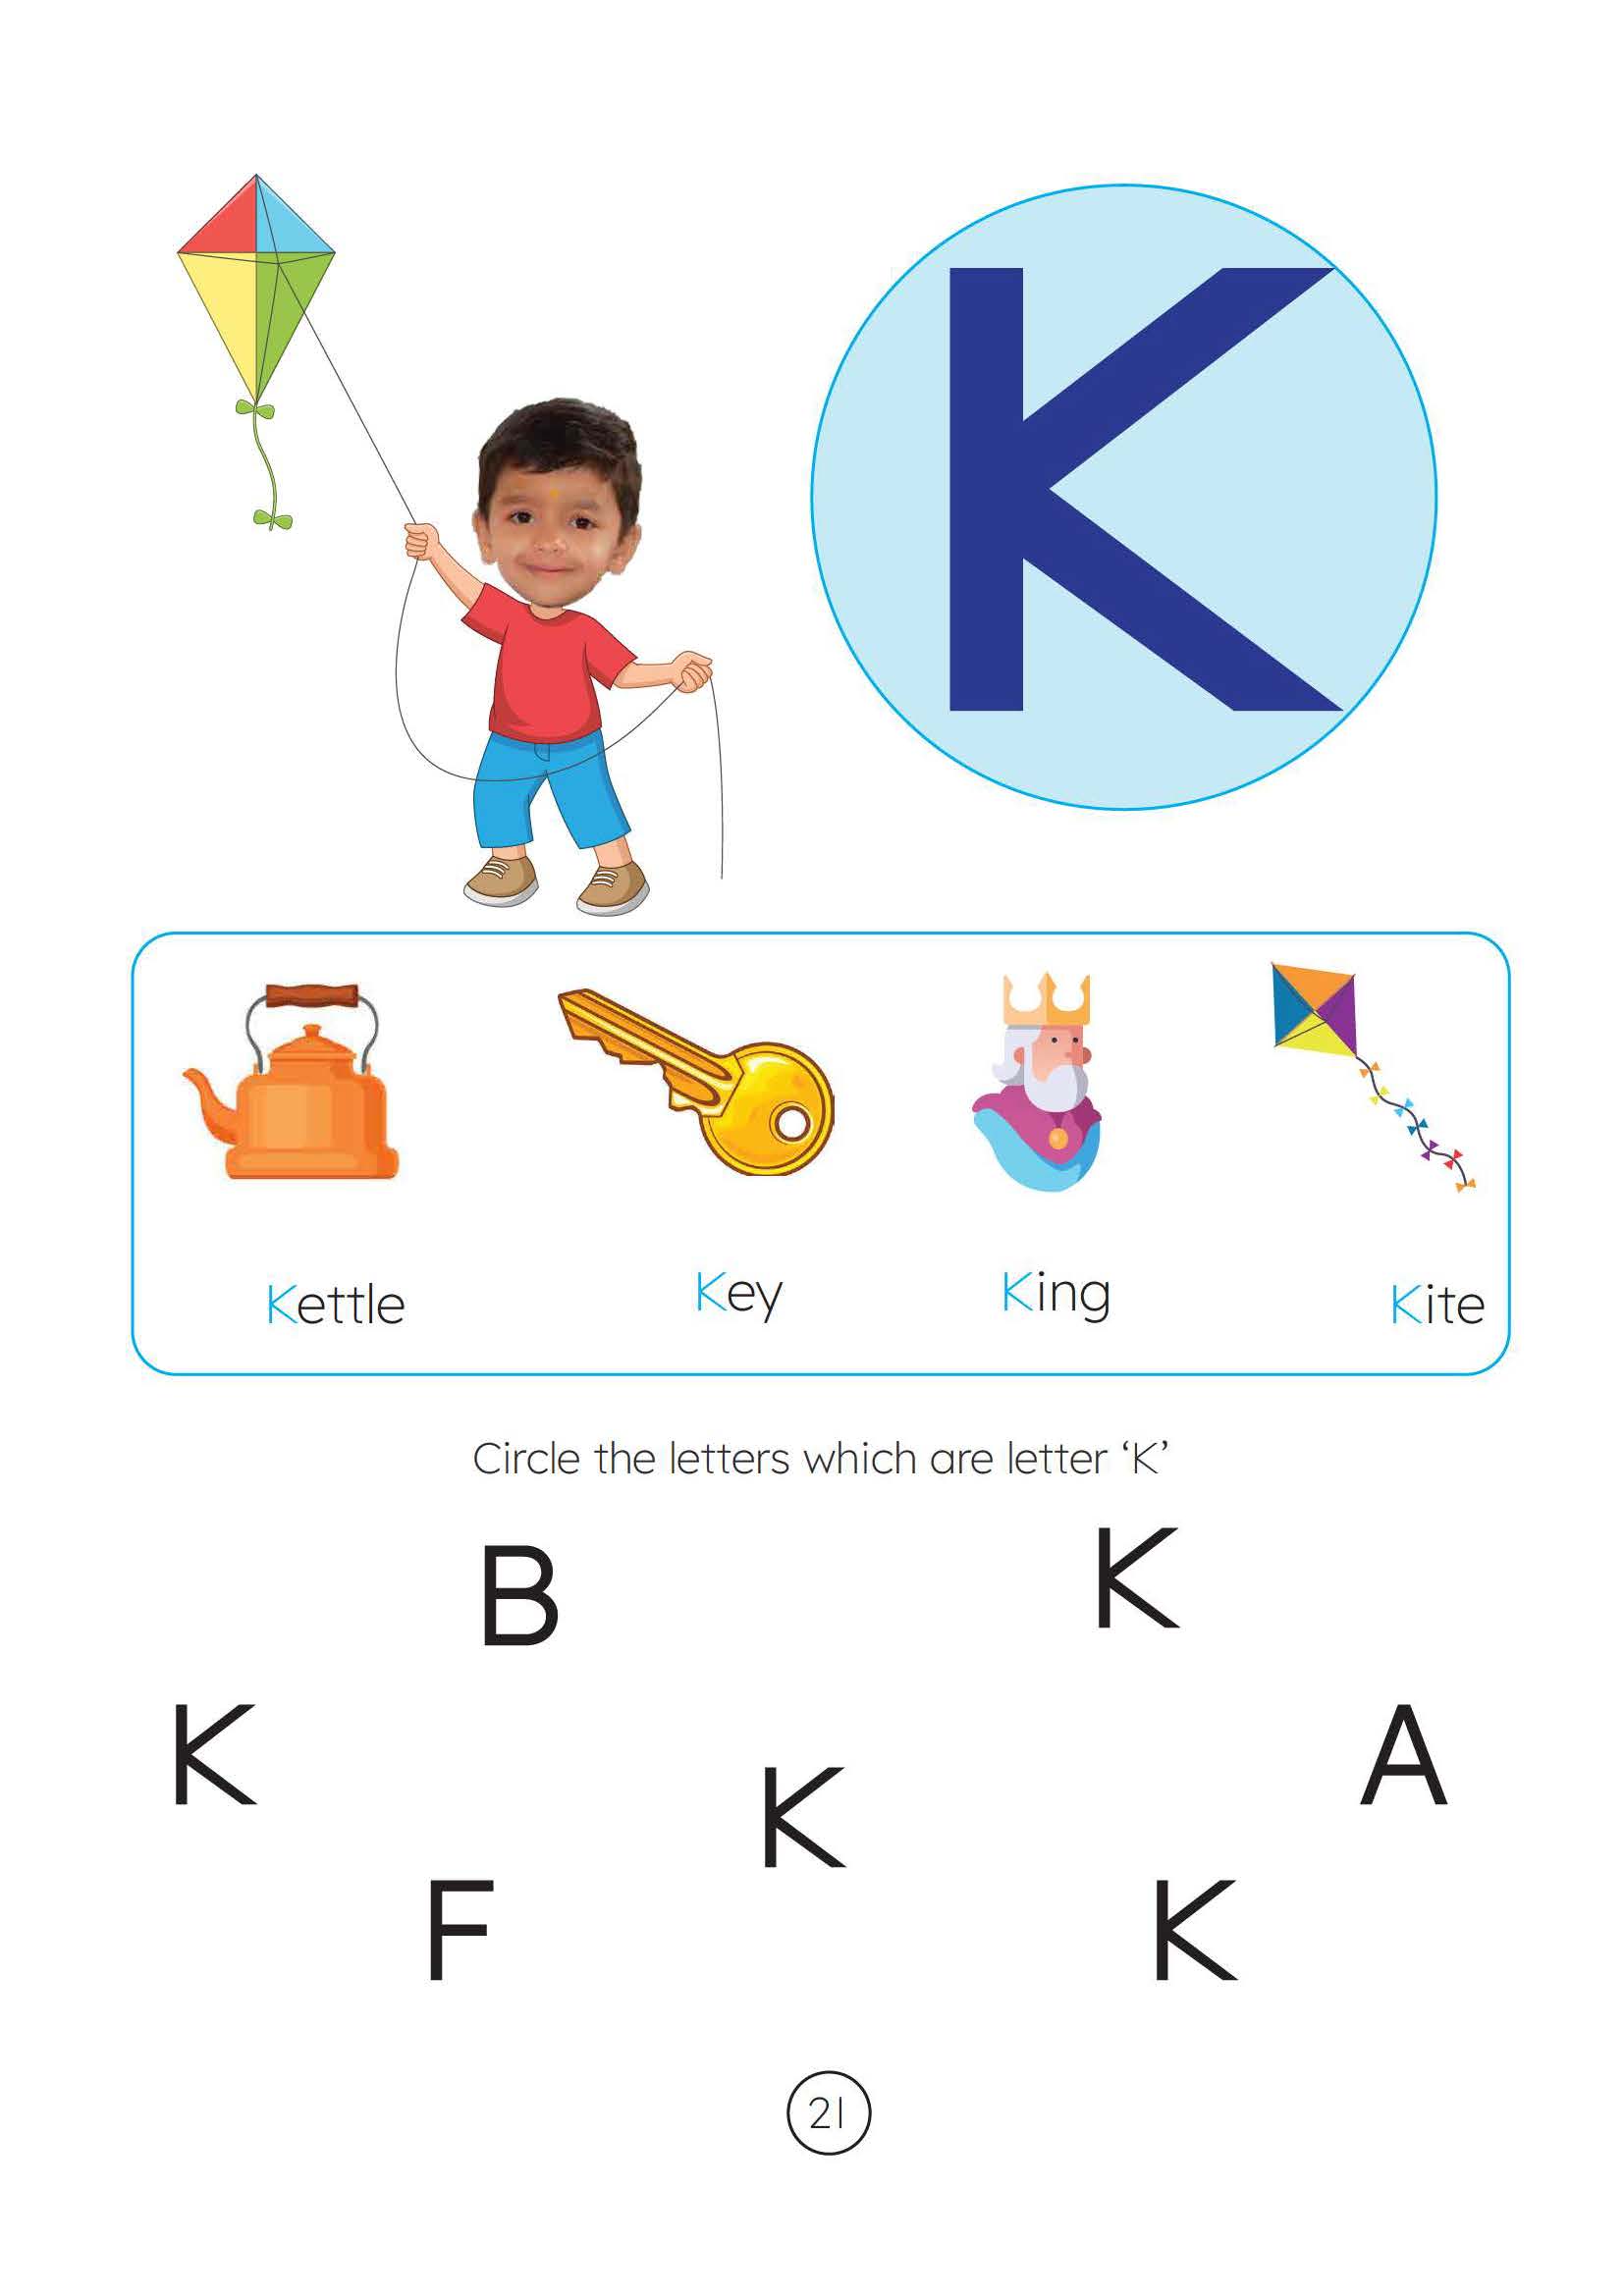 K
Kettle Key King Kite
Circle the letters which are letter ‘K’
B K
K A
K
F K
21